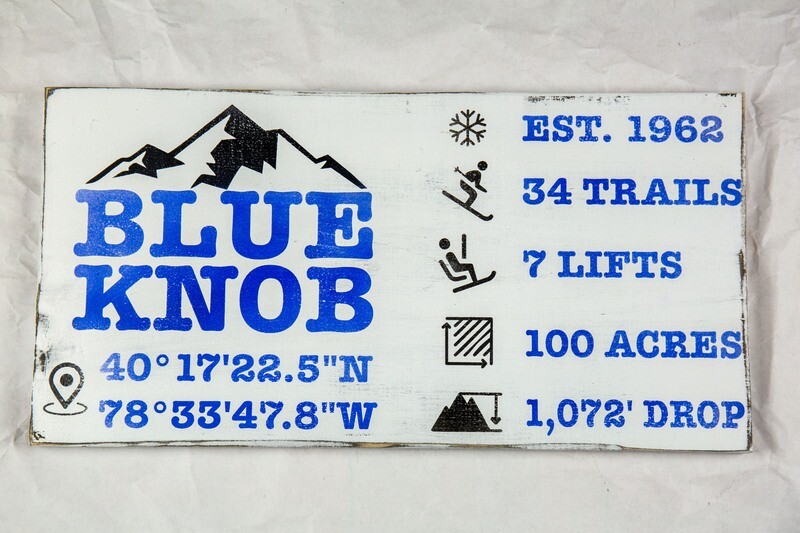 BLUE
KNOB
40°17'22.5"N
78°33'47.8"W
EST. 1962
34 TRAILS
7 LIFTS
100 ACRES
1,072' DROP